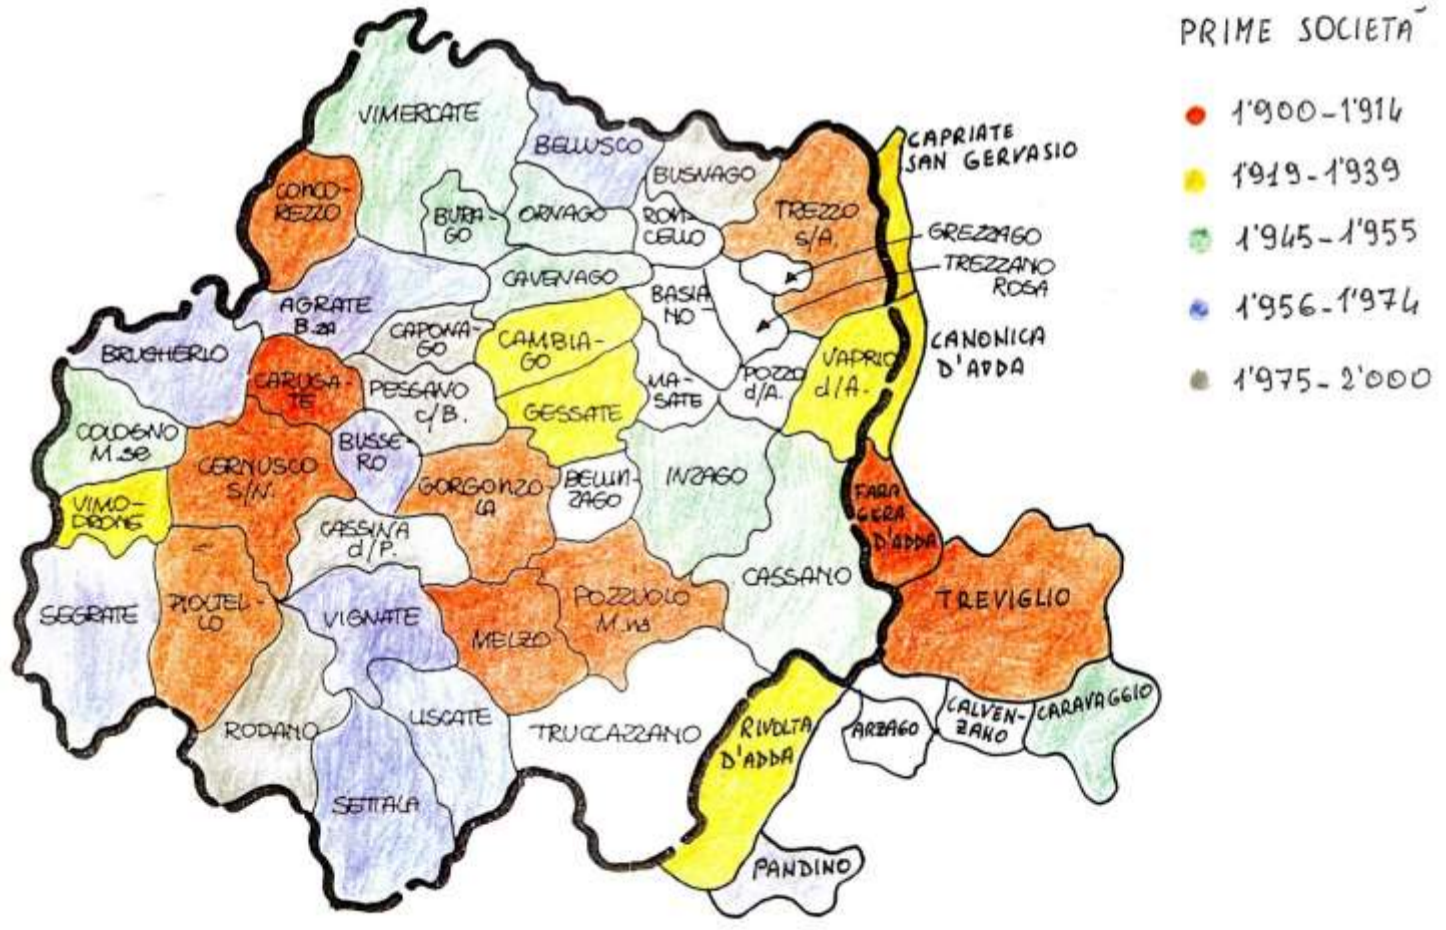 PRIME SOCIETÀ
1'900-1'914
1'919-1'939
1'945-1'955
1'956-1'974
1'975-2'000
VIMERCATE
BELLUSCO
BUSNAGO
CAPRIATE
SAN GERVASIO
CONCO-
REZZO
BURA-
GO
ORNAGO
RON-
CELLO
TREZZO
s/A.
GREZZAGO
TREZZANO
ROSA
AGRATE
B.za
CAVENAGO
BASIA
NO-
CAPONA-
GO
CAMBIA-
GO
BRUGHERIO
CARUGA-
TE
PESSANO
c/B.
GESSATE
MA-
SATE
POZZO
d/A.
VAPRIO
d/A.
CANONICA
D'ADDA
COLOGNO
M.se
CERNUSCO
S/N.
BUSSE-
RO
GORGONZO-
LA
BELLIN-
ZAGO
INZAGO
VIMO-
DRONE
CASSINA
d/P.
FARA
GERA
D'ADDA
CASSANO
SEGRATE
PIOLTEL-
LO
VIGNATE
MELZO
POZZUOLO
M.na
TREVIGLIO
RODANO
LISCATE
TRUCCAZZANO
RIVOLTA
D'ADDA
ARZAGO
CALVEN-
ZANO
CARAVAGGIO
SETTALA
PANDINO